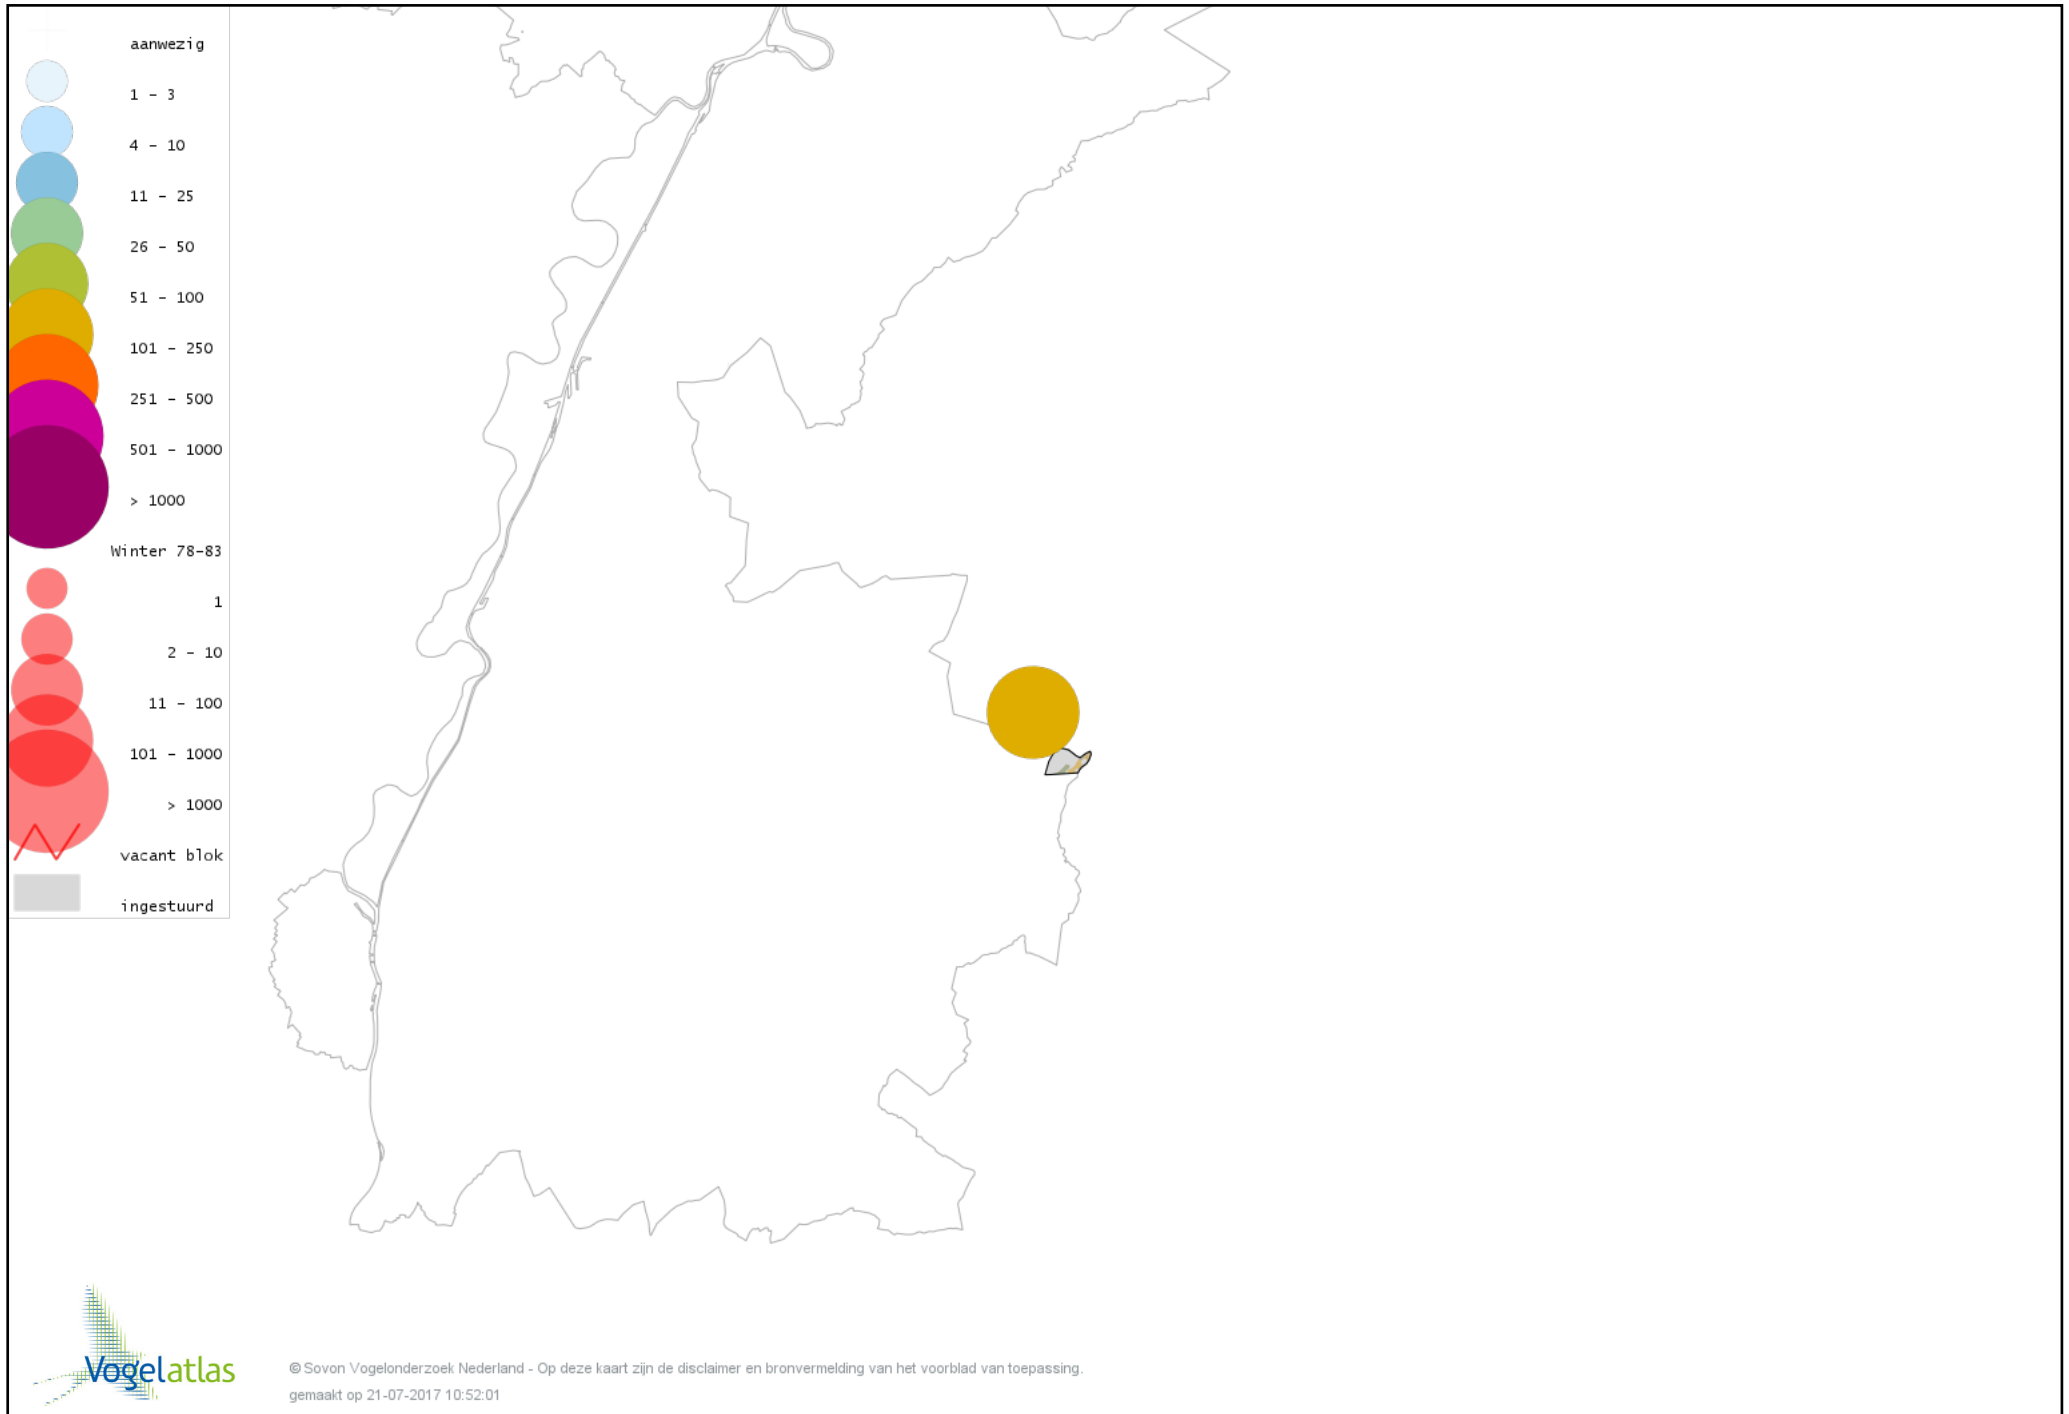 aanwezig
1 - 3
4 - 10
11 - 25
26 - 50
51 - 100
101 - 250
251 - 500
501 - 1000
> 1000
Winter 78-83
1
2 - 10
11 - 100
101 - 1000
> 1000
vacant blok
ingestuurd
Vogelatlas
© Sovon Vogelonderzoek Nederland - Op deze kaart zijn de disclaimer en bronvermelding van het voorblad van toepassing.
gemaakt op 21-07-2017 10:52:01